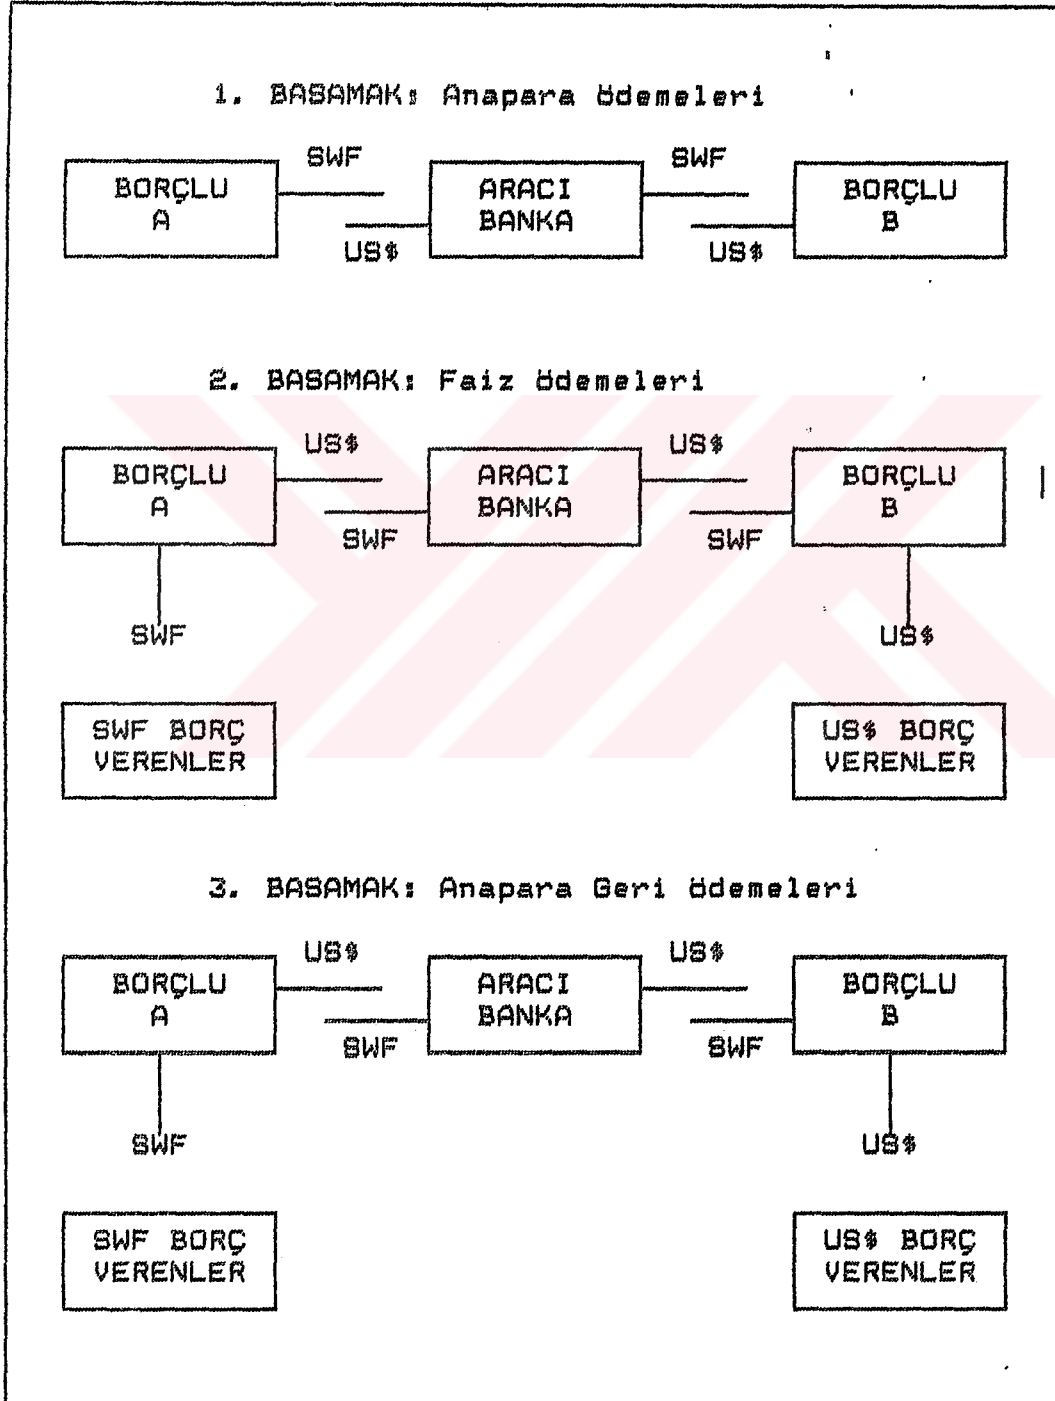 1. BASAMAK: Anapara ödemeleri
SWF SWF
BORÇLU ARACI BORÇLU
A BANKA B
US$ US$
2. BASAMAK: Faiz ödemeleri
US$ US$
BORÇLU ARACI BORÇLU
A BANKA B
SWF SWF
SWF US$
SWF BORÇ US$ BORÇ
VERENLER VERENLER
3. BASAMAK: Anapara Geri ödemeleri
US$ US$
BORÇLU ARACI BORÇLU
A BANKA B
SWF SWF
SWF US$
SWF BORÇ US$ BORÇ
VERENLER VERENLER